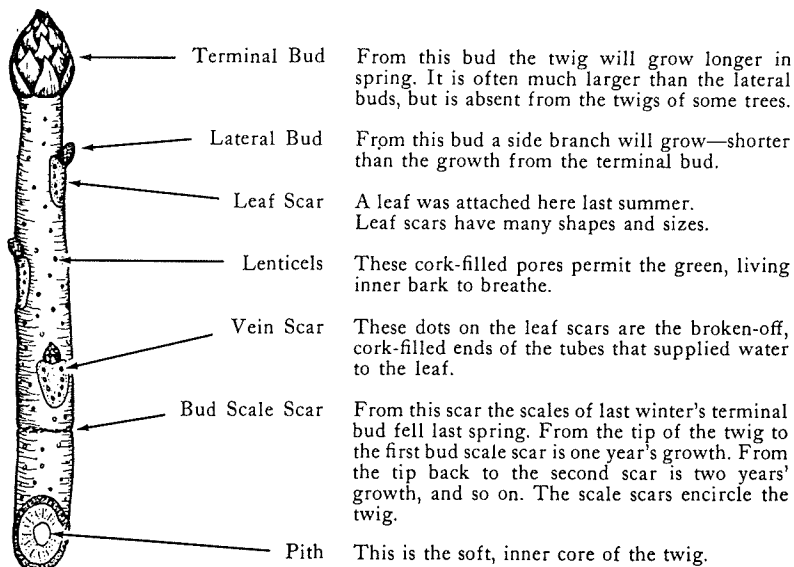 Terminal Bud From this bud the twig will grow longer in
spring. It is often much larger than the lateral
buds, but is absent from the twigs of some trees.
Lateral Bud From this bud a side branch will grow—shorter
than the growth from the terminal bud.
Leaf Scar A leaf was attached here last summer.
Leaf scars have many shapes and sizes.
Lenticels These cork-filled pores permit the green, living
inner bark to breathe.
Vein Scar These dots on the leaf scars are the broken-off,
cork-filled ends of the tubes that supplied water
to the leaf.
Bud Scale Scar From this scar the scales of last winter's terminal
bud fell last spring. From the tip of the twig to
the first bud scale scar is one year's growth. From
the tip back to the second scar is two years'
growth, and so on. The scale scars encircle the
twig.
Pith This is the soft, inner core of the twig.